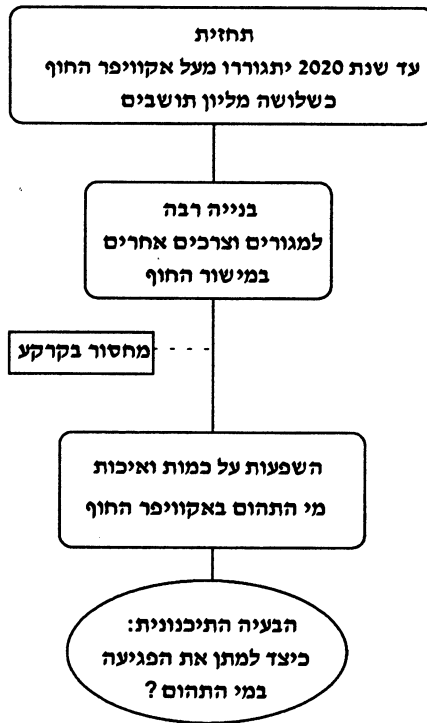 תחזית
עד שנת 2020 יתגוררו מעל אקוויפר החוף
כשלושה מליון תושבים
בנייה רבה
למגורים וצרכים אחרים
במישור החוף
מחסור בקרקע
השפעות על כמות ואיכות
מי התהום באקוויפר החוף
הבעיה התיכנונית:
כיצד למתן את הפגיעה
במי התהום?